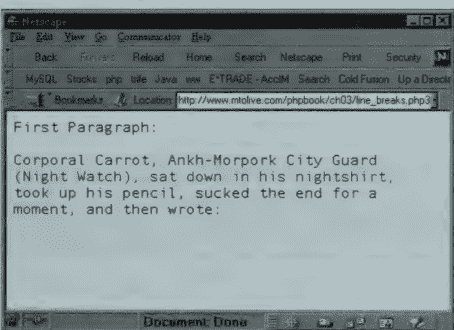 Netscape
File Edit View Go Communicator Help
Back Forward Reload Home Search Netscape Print Security
MySQL Stocks php title Java www E*TRADE - AcctM Search Cold Fusion Up a Directo
Bookmarks Location: http://www.mtolive.com/phpbook/ch03/line_breaks.php3
First Paragraph:
Corporal Carrot, Ankh-Morpork City Guard
(Night Watch), sat down in his nightshirt,
took up his pencil, sucked the end for a
moment, and then wrote:
Document: Done